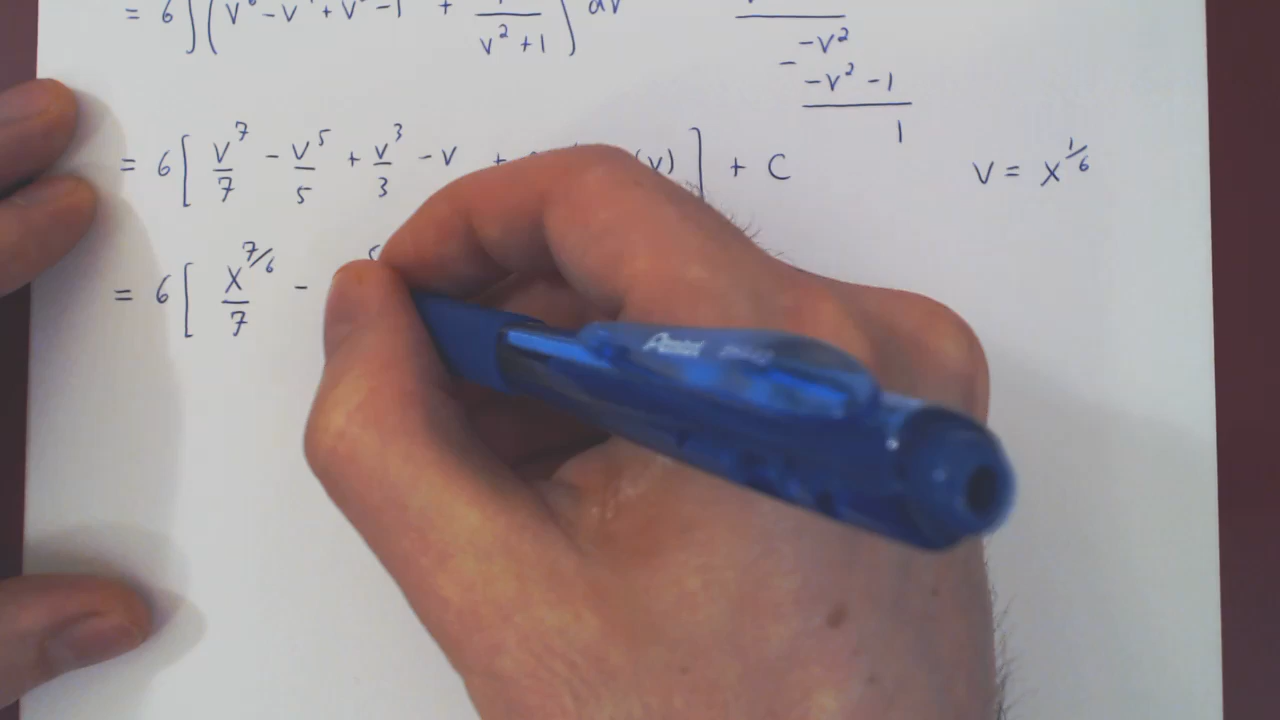 = 6 ∫ ( v⁶ - v⁴ + v² - 1 + 1/(v² + 1) ) dv
-v²
- -v² - 1
1
= 6 [ v⁷/7 - v⁵/5 + v³/3 - v + (v) ] + C
v = x^(1/6)
= 6 [ x^(7/6)/7 -
Pentel